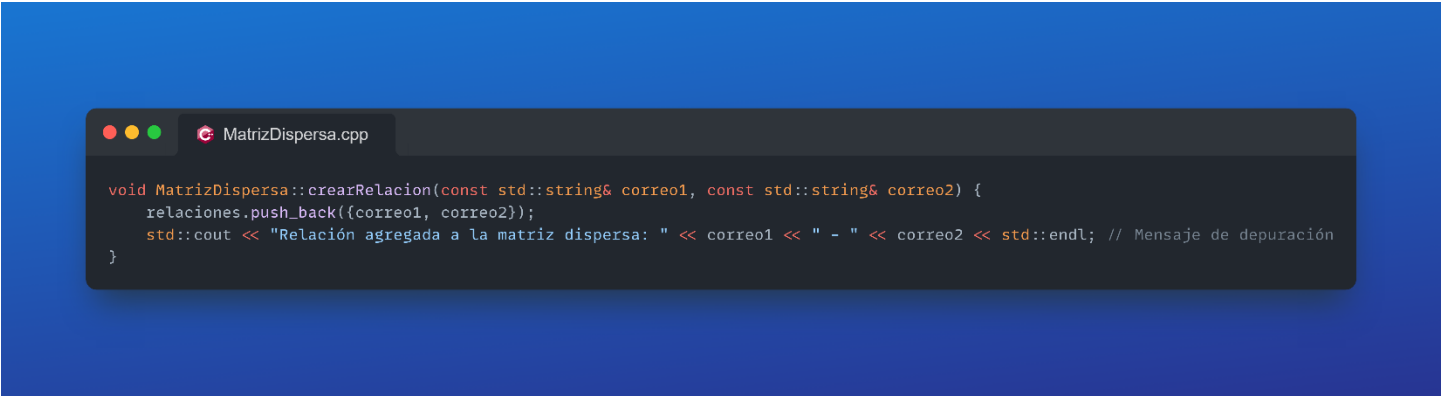 MatrizDispersa.cpp
void MatrizDispersa::crearRelacion(const std::string& correo1, const std::string& correo2) {
    relaciones.push_back({correo1, correo2});
    std::cout << "Relación agregada a la matriz dispersa: " << correo1 << " - " << correo2 << std::endl; // Mensaje de depuración
}